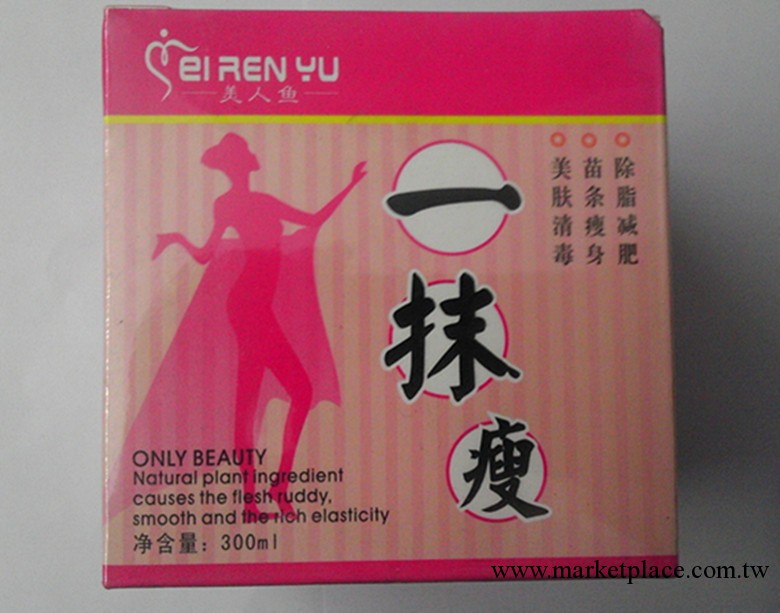 MEI REN YU
美人鱼
除脂减肥
苗条瘦身
美肤清毒
一抹瘦
ONLY BEAUTY
Natural plant ingredient
causes the flesh ruddy,
smooth and the rich elasticity
净含量：300ml
www.marketplace.com.tw